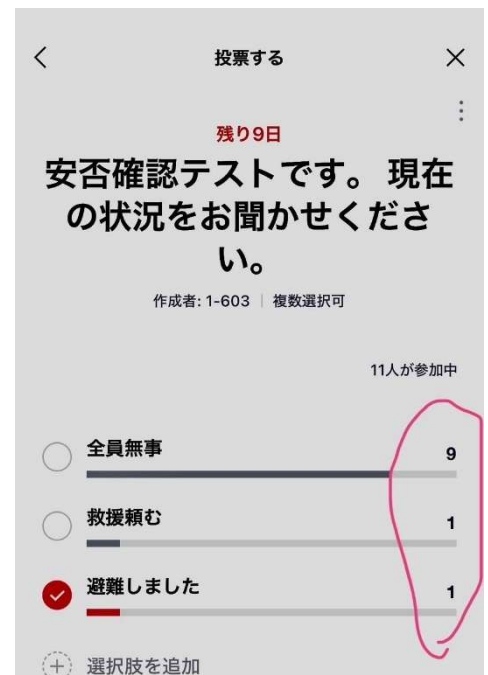 投票する
残り9日
安否確認テストです。 現在
の状況をお聞かせくださ
い。
作成者: 1-603 | 複数選択可
11人が参加中
全員無事 9
救援頼む 1
避難しました 1
選択肢を追加